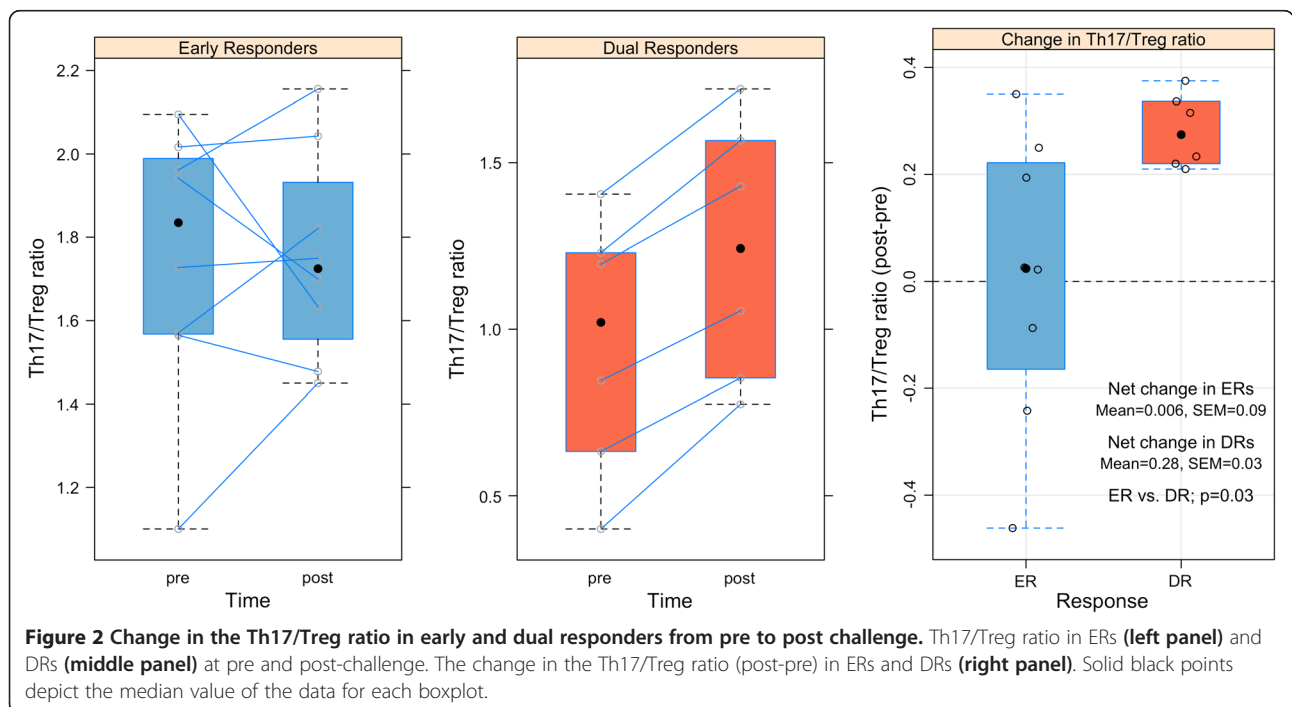 Early Responders
Th17/Treg ratio
2.2
2.0
1.8
1.6
1.4
1.2
pre
post
Time
Dual Responders
Th17/Treg ratio
1.5
1.0
0.5
pre
post
Time
Change in Th17/Treg ratio
Th17/Treg ratio (post-pre)
0.4
0.2
0.0
-0.2
-0.4
Net change in ERs
Mean=0.006, SEM=0.09
Net change in DRs
Mean=0.28, SEM=0.03
ER vs. DR; p=0.03
ER
DR
Response
Figure 2 Change in the Th17/Treg ratio in early and dual responders from pre to post challenge. Th17/Treg ratio in ERs (left panel) and
DRs (middle panel) at pre and post-challenge. The change in the Th17/Treg ratio (post-pre) in ERs and DRs (right panel). Solid black points
depict the median value of the data for each boxplot.